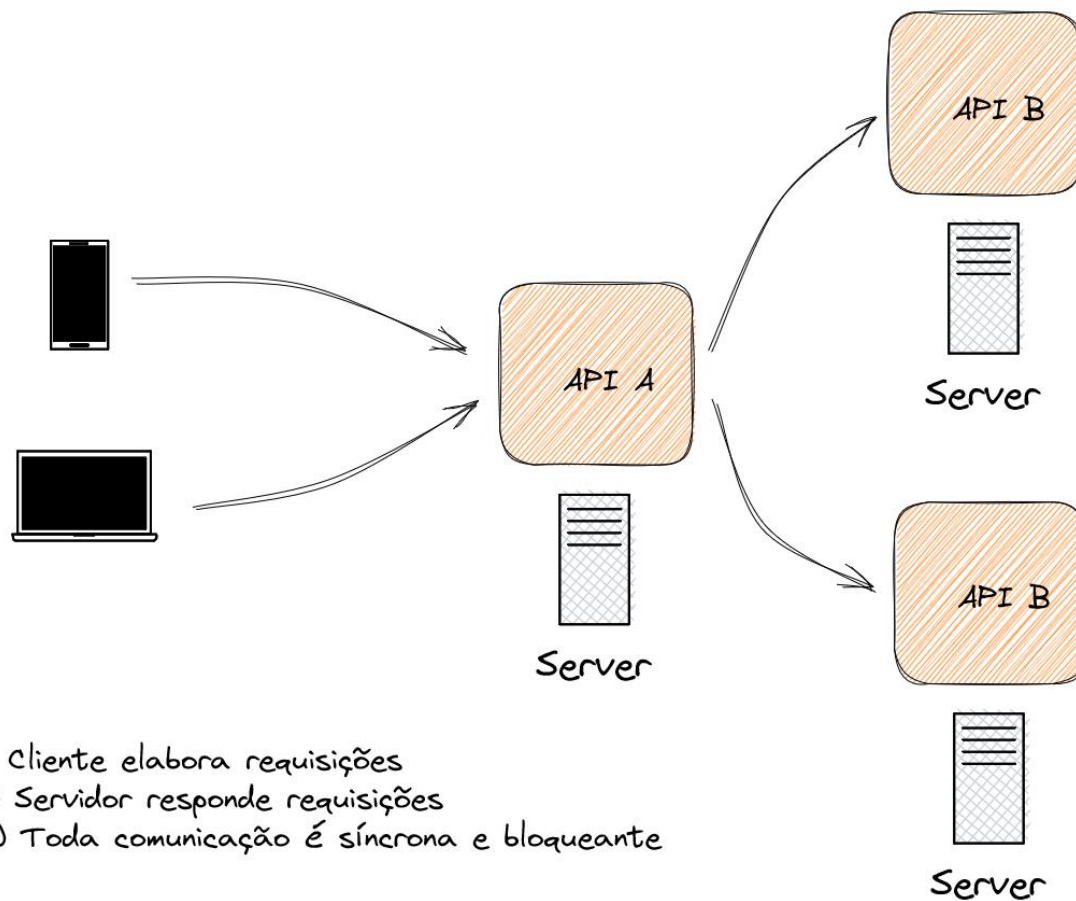 API B
Server
API A
Server
API B
Server
Cliente elabora requisições
Servidor responde requisições
) Toda comunicação é síncrona e bloqueante